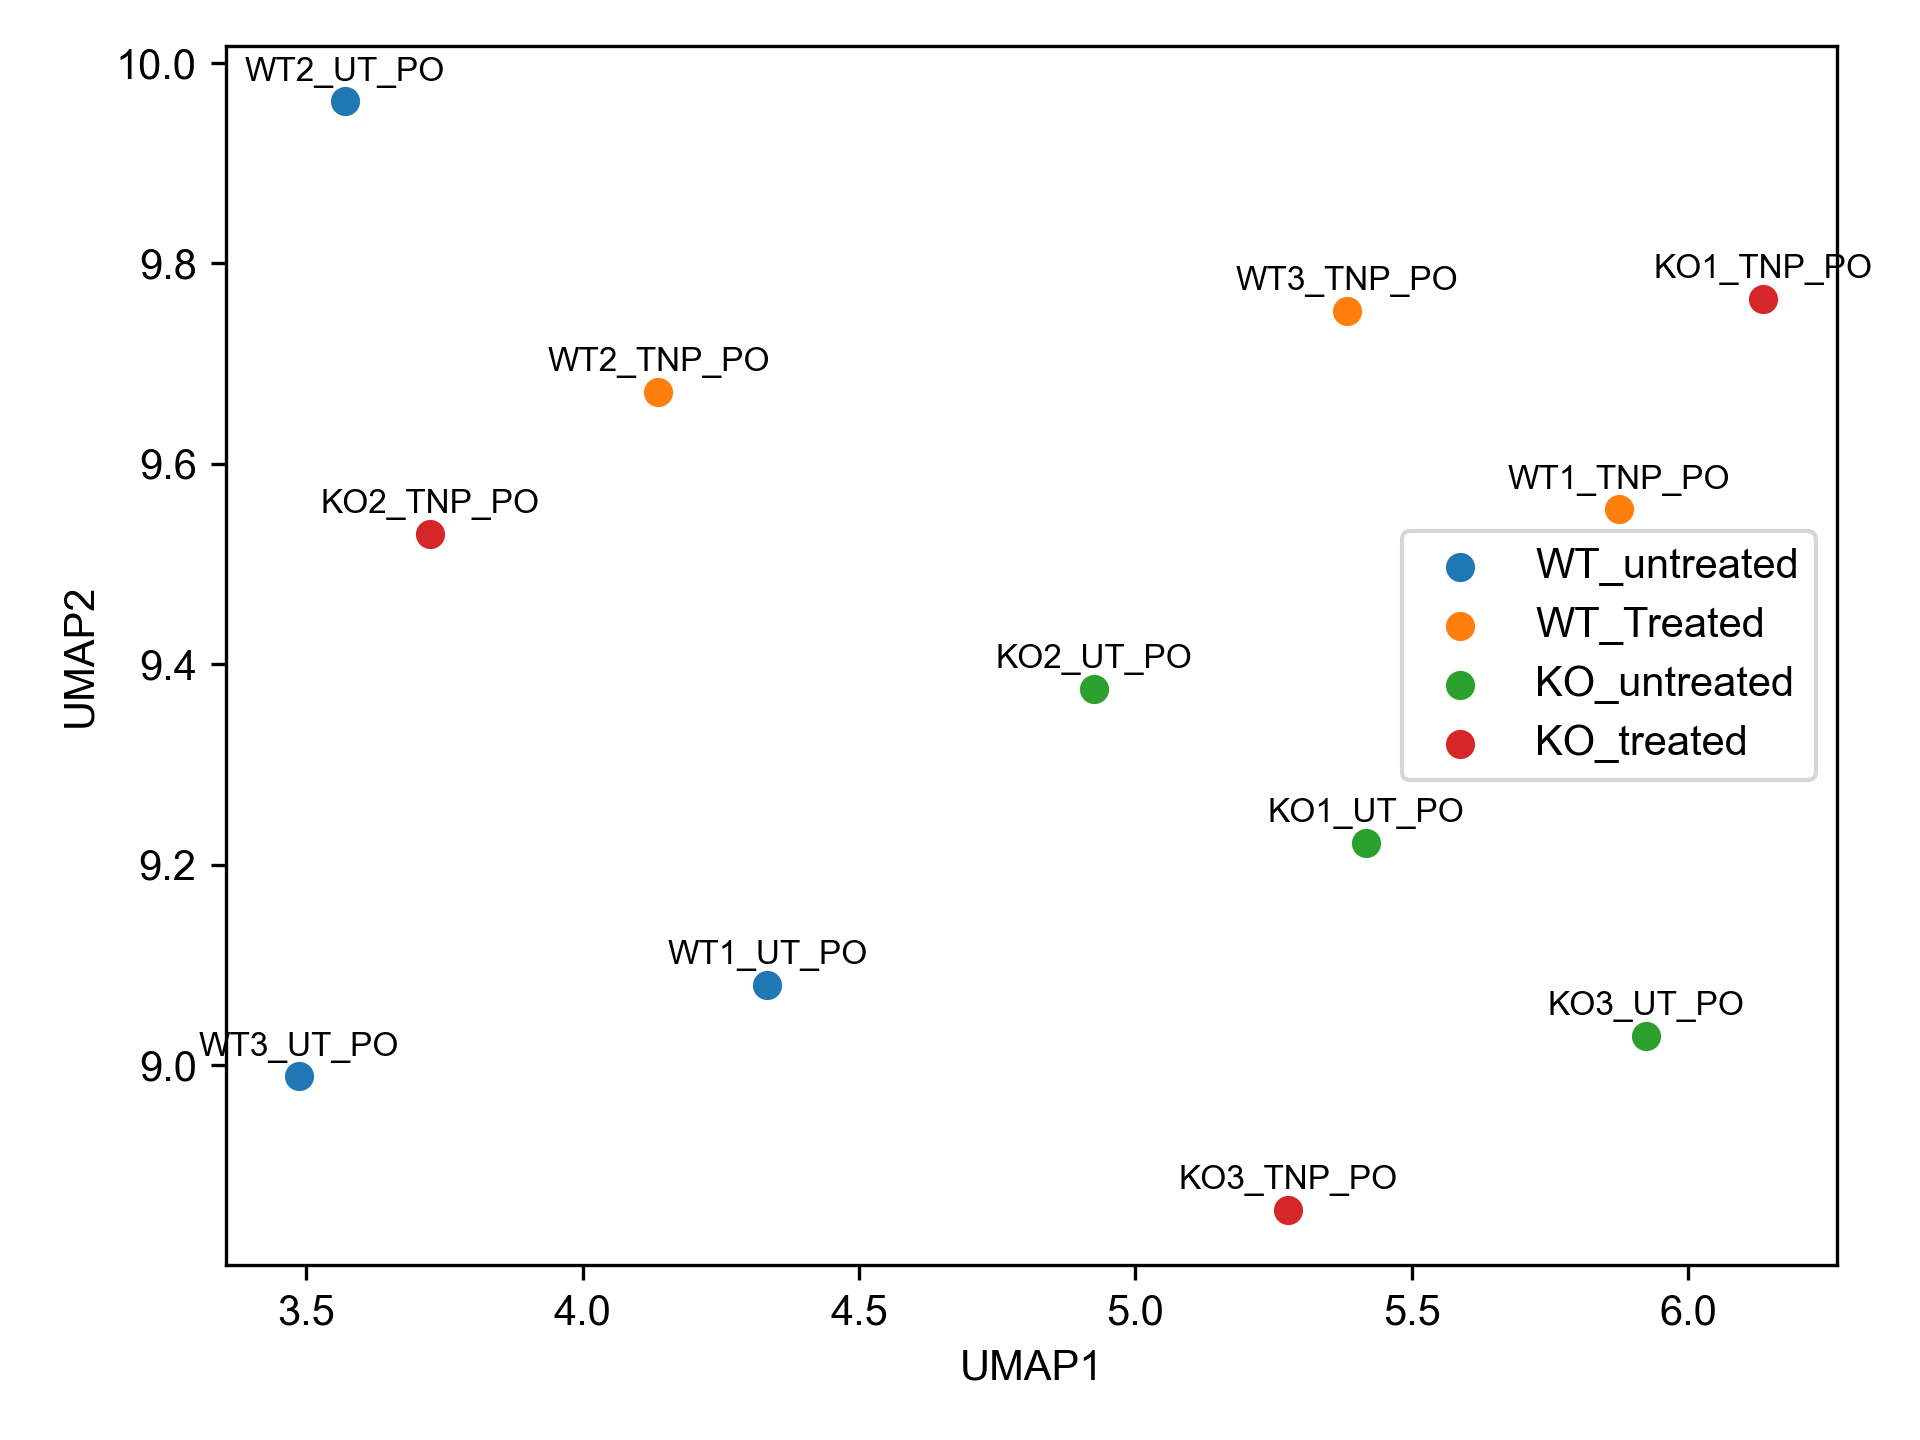 10.0
WT2_UT_PO
9.8
WT3_TNP_PO
KO1_TNP_PO
WT2_TNP_PO
9.6
KO2_TNP_PO
WT1_TNP_PO
WT_untreated
WT_Treated
KO_untreated
KO_treated
UMAP2
9.4
KO2_UT_PO
KO1_UT_PO
9.2
WT1_UT_PO
KO3_UT_PO
WT3_UT_PO
9.0
KO3_TNP_PO
3.5 4.0 4.5 5.0 5.5 6.0
UMAP1